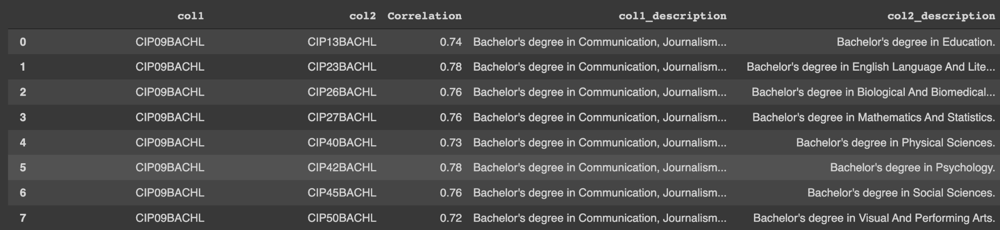 col1 col2 Correlation col1_description col2_description
0 CIP09BACHL CIP13BACHL 0.74 Bachelor's degree in Communication, Journalism... Bachelor's degree in Education.
1 CIP09BACHL CIP23BACHL 0.78 Bachelor's degree in Communication, Journalism... Bachelor's degree in English Language And Lite...
2 CIP09BACHL CIP26BACHL 0.76 Bachelor's degree in Communication, Journalism... Bachelor's degree in Biological And Biomedical...
3 CIP09BACHL CIP27BACHL 0.76 Bachelor's degree in Communication, Journalism... Bachelor's degree in Mathematics And Statistics.
4 CIP09BACHL CIP40BACHL 0.73 Bachelor's degree in Communication, Journalism... Bachelor's degree in Physical Sciences.
5 CIP09BACHL CIP42BACHL 0.78 Bachelor's degree in Communication, Journalism... Bachelor's degree in Psychology.
6 CIP09BACHL CIP45BACHL 0.76 Bachelor's degree in Communication, Journalism... Bachelor's degree in Social Sciences.
7 CIP09BACHL CIP50BACHL 0.72 Bachelor's degree in Communication, Journalism... Bachelor's degree in Visual And Performing Arts.